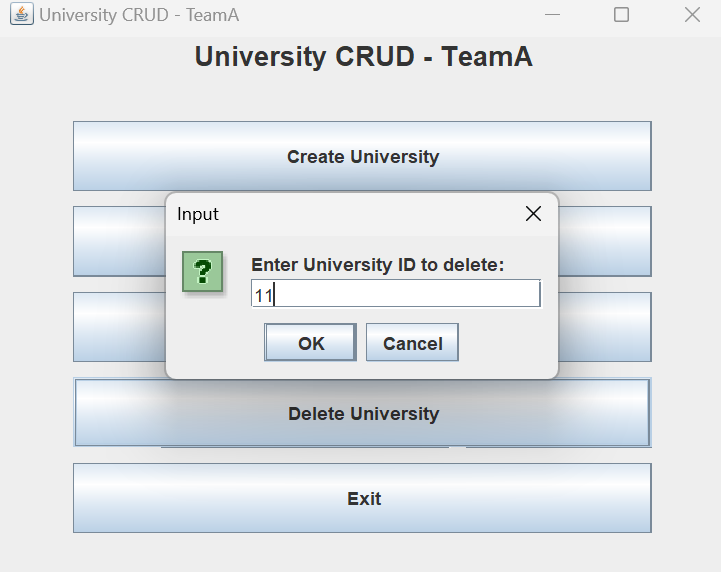 University CRUD - TeamA
University CRUD - TeamA
Create University
Input
?
Enter University ID to delete:
11
OK Cancel
Delete University
Exit